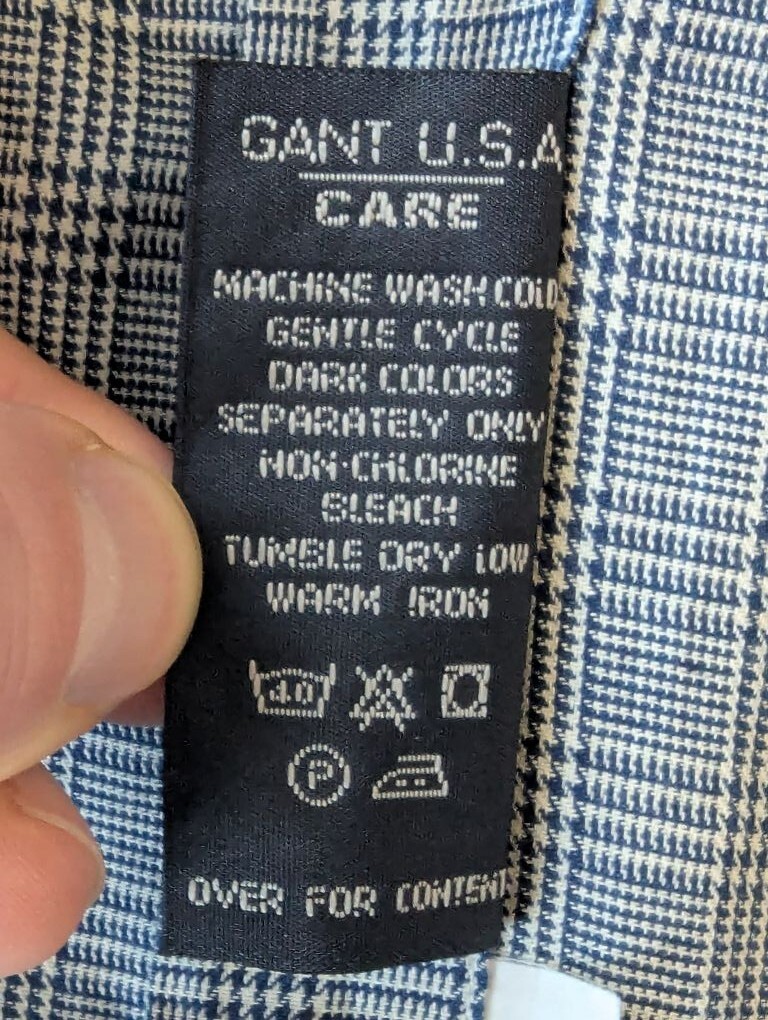 GANT U.S.A
CARE
MACHINE WASH COLD
GENTLE CYCLE
DARK COLORS
SEPARATELY ONLY
NON-CHLORINE
BLEACH
TUMBLE DRY LOW
WARM IRON
40
P
OVER FOR CONTENT